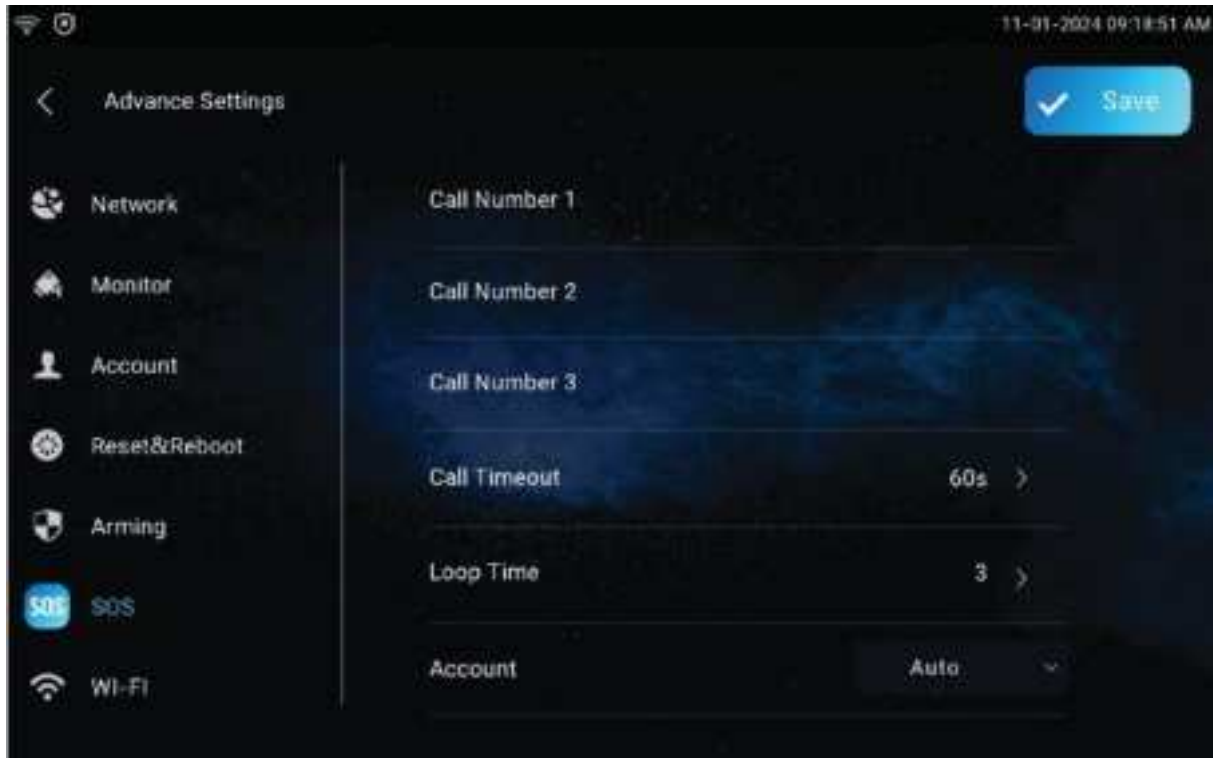 11-01-2024 09:18:51 AM
Advance Settings
Save
Network
Monitor
Account
Reset&Reboot
Arming
SOS SOS
WI-FI
Call Number 1
Call Number 2
Call Number 3
Call Timeout 60s
Loop Time 3
Account Auto